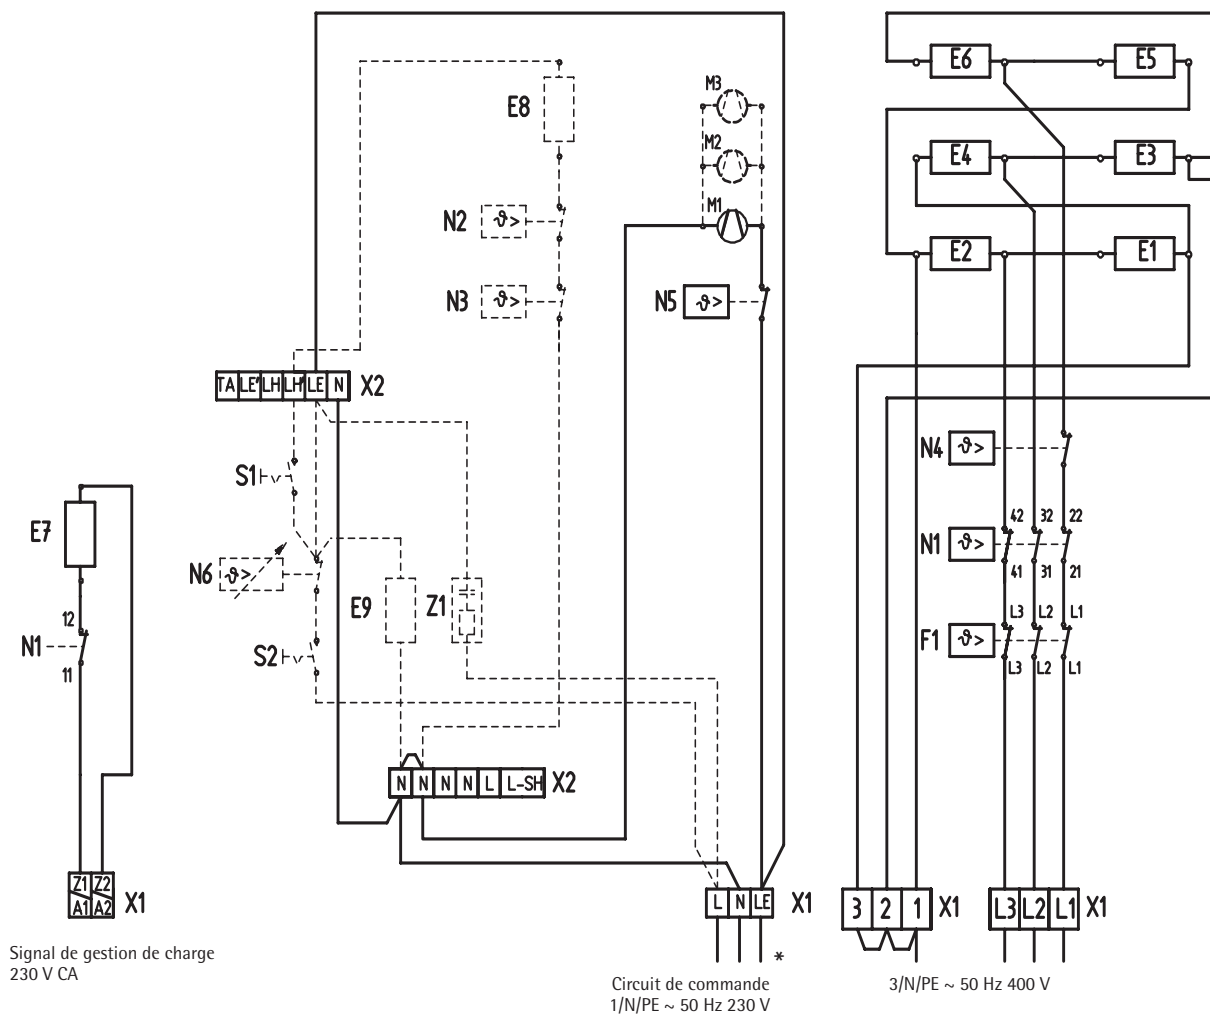 E6
E5
M3
E8
M2
E4
E3
M1
N2
ϑ>
E2
E1
N3
ϑ>
N5
ϑ>
TA LE' LH LH' LE N X2
N4
ϑ>
S1
E7
42 32 22
N1
ϑ>
N6
ϑ>
41 31 21
E9
Z1
12
L3 L2 L1
N1
F1
ϑ>
S2
11
L3 L2 L1
N N N N L L-SH X2
Z1 Z2
A1 A2
X1
L N LE X1
3 2 1 X1
L3 L2 L1 X1
*
Signal de gestion de charge
230 V CA
Circuit de commande
1/N/PE ~ 50 Hz 230 V
3/N/PE ~ 50 Hz 400 V